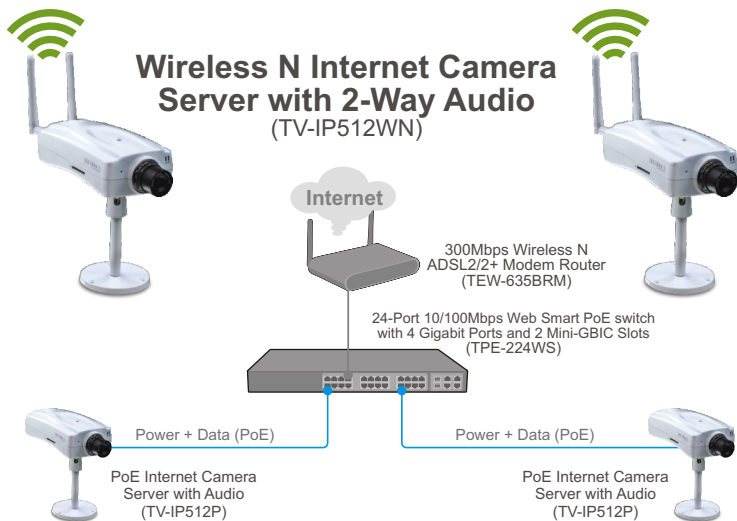 Wireless N Internet Camera
Server with 2-Way Audio
(TV-IP512WN)
Internet
300Mbps Wireless N
ADSL2/2+ Modem Router
(TEW-635BRM)
24-Port 10/100Mbps Web Smart PoE switch
with 4 Gigabit Ports and 2 Mini-GBIC Slots
(TPE-224WS)
Power + Data (PoE)
Power + Data (PoE)
PoE Internet Camera
Server with Audio
(TV-IP512P)
PoE Internet Camera
Server with Audio
(TV-IP512P)